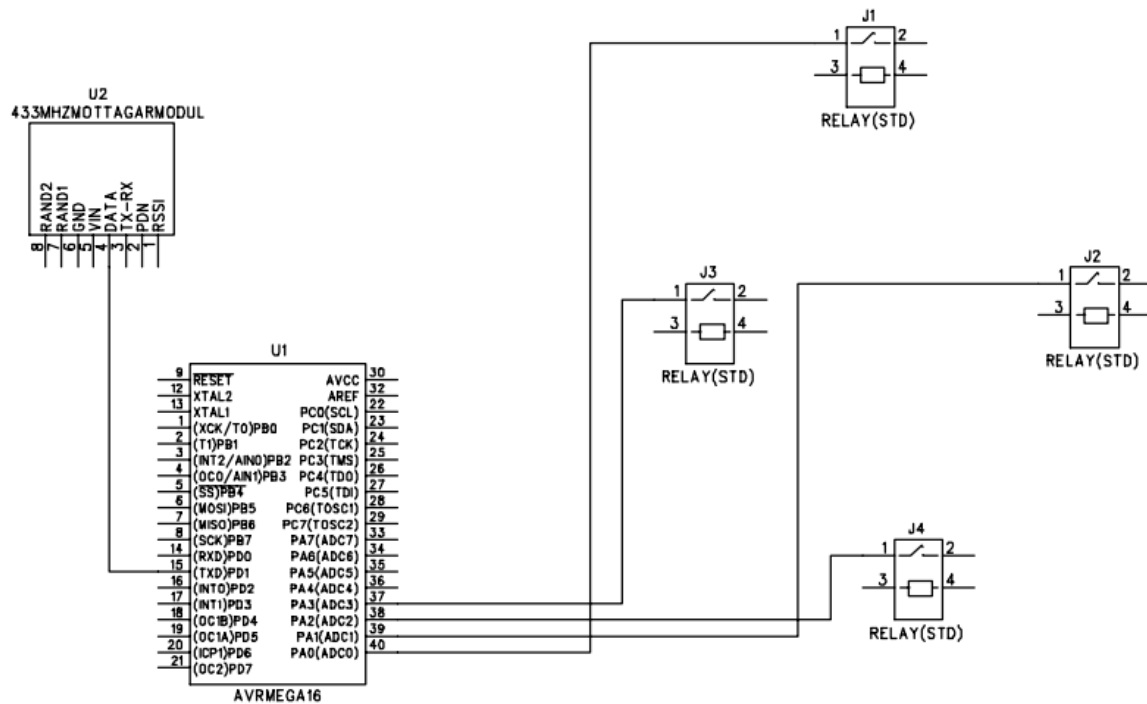 J1
1 2
3 4
RELAY(STD)
U2
433MHZMOTTAGARMODUL
RAND2
RAND1
GND
VIN
DATA
TX-RX
PDN
RSSI
8 7 6 5 4 3 2 1
J3
1 2
3 4
RELAY(STD)
J2
1 2
3 4
RELAY(STD)
U1
9 RESET AVCC 30
12 XTAL2 AREF 32
13 XTAL1 PC0(SCL) 22
1 (XCK/T0)PB0 PC1(SDA) 23
2 (T1)PB1 PC2(TCK) 24
3 (INT2/AIN0)PB2 PC3(TMS) 25
4 (OC0/AIN1)PB3 PC4(TDO) 26
5 (SS)PB4 PC5(TDI) 27
6 (MOSI)PB5 PC6(TOSC1) 28
7 (MISO)PB6 PC7(TOSC2) 29
8 (SCK)PB7 PA7(ADC7) 33
14 (RXD)PD0 PA6(ADC6) 34
15 (TXD)PD1 PA5(ADC5) 35
16 (INT0)PD2 PA4(ADC4) 36
17 (INT1)PD3 PA3(ADC3) 37
18 (OC1B)PD4 PA2(ADC2) 38
19 (OC1A)PD5 PA1(ADC1) 39
20 (ICP1)PD6 PA0(ADC0) 40
21 (OC2)PD7
AVRMEGA16
J4
1 2
3 4
RELAY(STD)